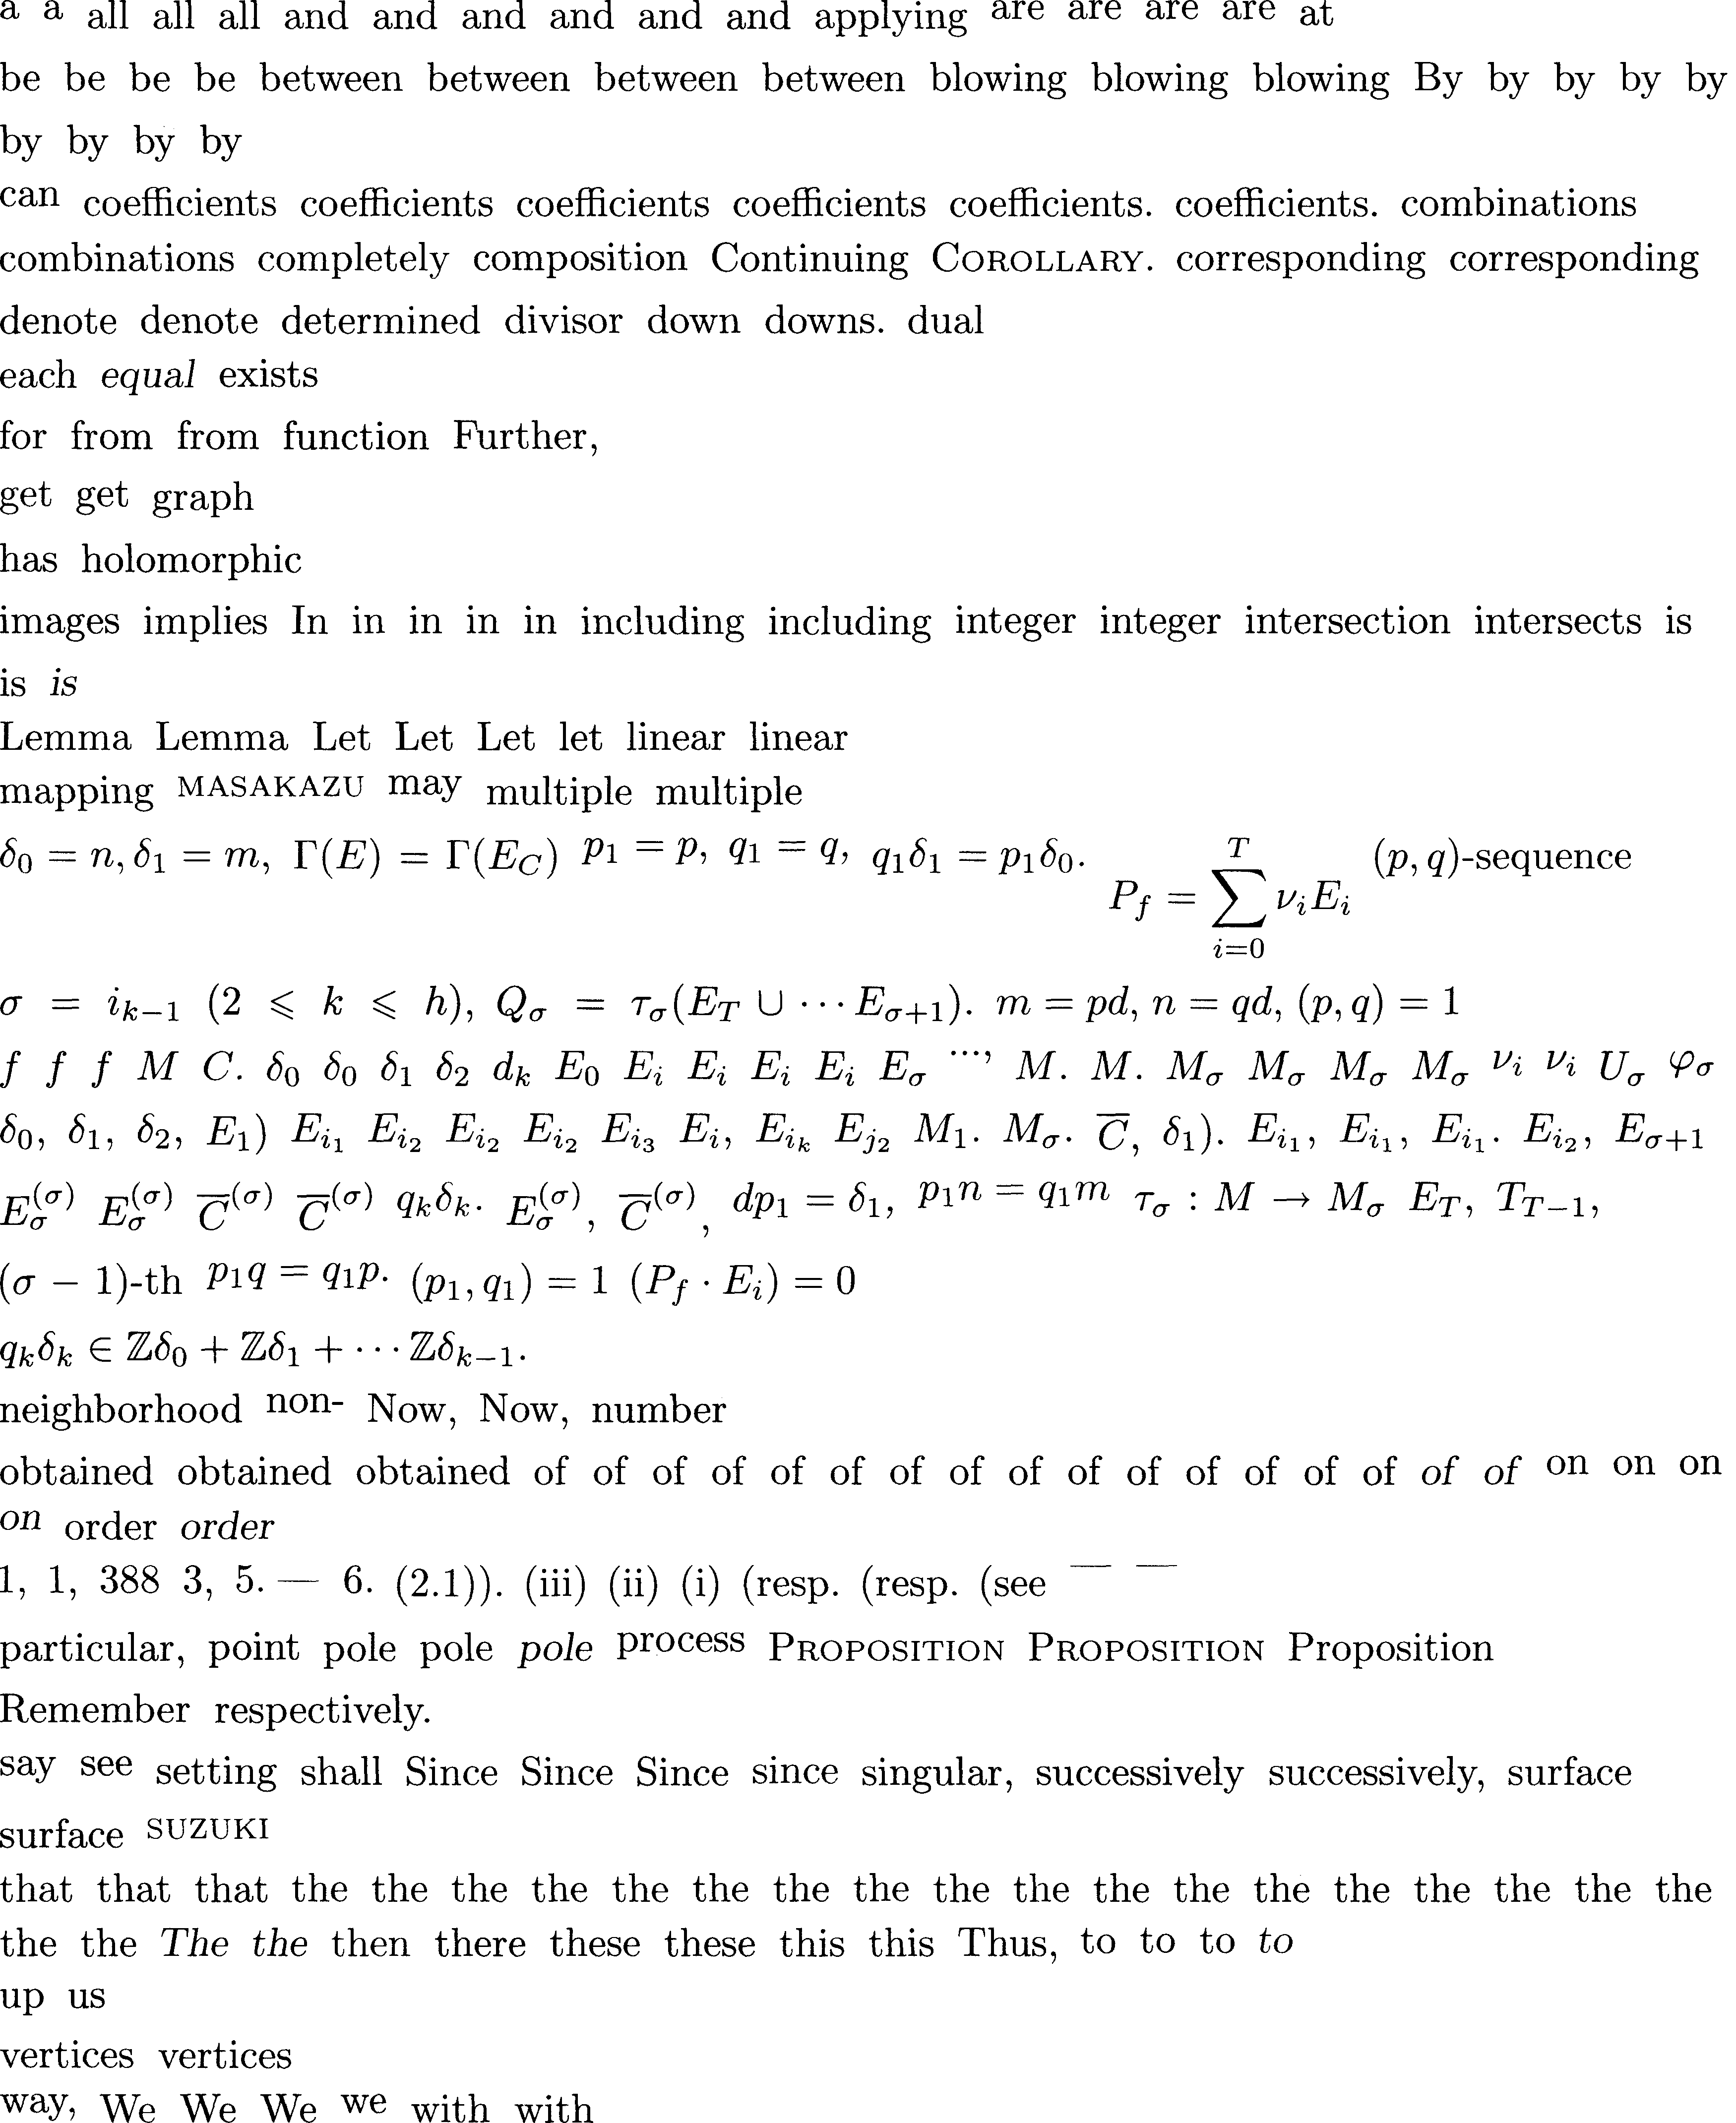 a a all all all and and and and and and applying are are are are at
be be be be between between between between blowing blowing blowing By by by by by
by by by by
can coefficients coefficients coefficients coefficients coefficients. coefficients. combinations
combinations completely composition Continuing COROLLARY. corresponding corresponding
denote denote determined divisor down downs. dual
each equal exists
for from from function Further,
get get graph
has holomorphic
images implies In in in in in including including integer integer intersection intersects is
is is
Lemma Lemma Let Let Let let linear linear
mapping MASAKAZU may multiple multiple
$\delta_0 = n, \delta_1 = m,$ $\Gamma(E) = \Gamma(E_C)$ $p_1 = p,$ $q_1 = q,$ $q_1\delta_1 = p_1\delta_0.$ $P_f = \sum_{i=0}^{T} \nu_i E_i$ $(p, q)$-sequence
$\sigma = i_{k-1}$ $(2 \leqslant k \leqslant h),$ $Q_\sigma = \tau_\sigma(E_T \cup \cdots E_{\sigma+1}).$ $m = pd, n = qd, (p, q) = 1$
$f$ $f$ $f$ $M$ $C.$ $\delta_0$ $\delta_0$ $\delta_1$ $\delta_2$ $d_k$ $E_0$ $E_i$ $E_i$ $E_i$ $E_i$ $E_\sigma$ $\cdots,$ $M.$ $M.$ $M_\sigma$ $M_\sigma$ $M_\sigma$ $M_\sigma$ $\nu_i$ $\nu_i$ $U_\sigma$ $\varphi_\sigma$
$\delta_0,$ $\delta_1,$ $\delta_2,$ $E_1)$ $E_{i_1}$ $E_{i_2}$ $E_{i_2}$ $E_{i_2}$ $E_{i_3}$ $E_i,$ $E_{i_k}$ $E_{j_2}$ $M_1.$ $M_\sigma.$ $\overline{C},$ $\delta_1).$ $E_{i_1},$ $E_{i_1},$ $E_{i_1}.$ $E_{i_2},$ $E_{\sigma+1}$
$E_\sigma^{(\sigma)}$ $E_\sigma^{(\sigma)}$ $\overline{C}^{(\sigma)}$ $\overline{C}^{(\sigma)}$ $q_k\delta_k.$ $E_\sigma^{(\sigma)},$ $\overline{C}^{(\sigma)},$ $dp_1 = \delta_1,$ $p_1 n = q_1 m$ $\tau_\sigma : M \to M_\sigma$ $E_T,$ $T_{T-1},$
$(\sigma - 1)$-th $p_1 q = q_1 p.$ $(p_1, q_1) = 1$ $(P_f \cdot E_i) = 0$
$q_k\delta_k \in \mathbb{Z}\delta_0 + \mathbb{Z}\delta_1 + \cdots \mathbb{Z}\delta_{k-1}.$
neighborhood non- Now, Now, number
obtained obtained obtained of of of of of of of of of of of of of of of of of on on on
on order order
1, 1, 388 3, 5. — 6. (2.1)). (iii) (ii) (i) (resp. (resp. (see — —
particular, point pole pole pole process PROPOSITION PROPOSITION Proposition
Remember respectively.
say see setting shall Since Since Since since singular, successively successively, surface
surface SUZUKI
that that that the the the the the the the the the the the the the the the the the the
the the The the then there these these this this Thus, to to to to
up us
vertices vertices
way, We We We we with with